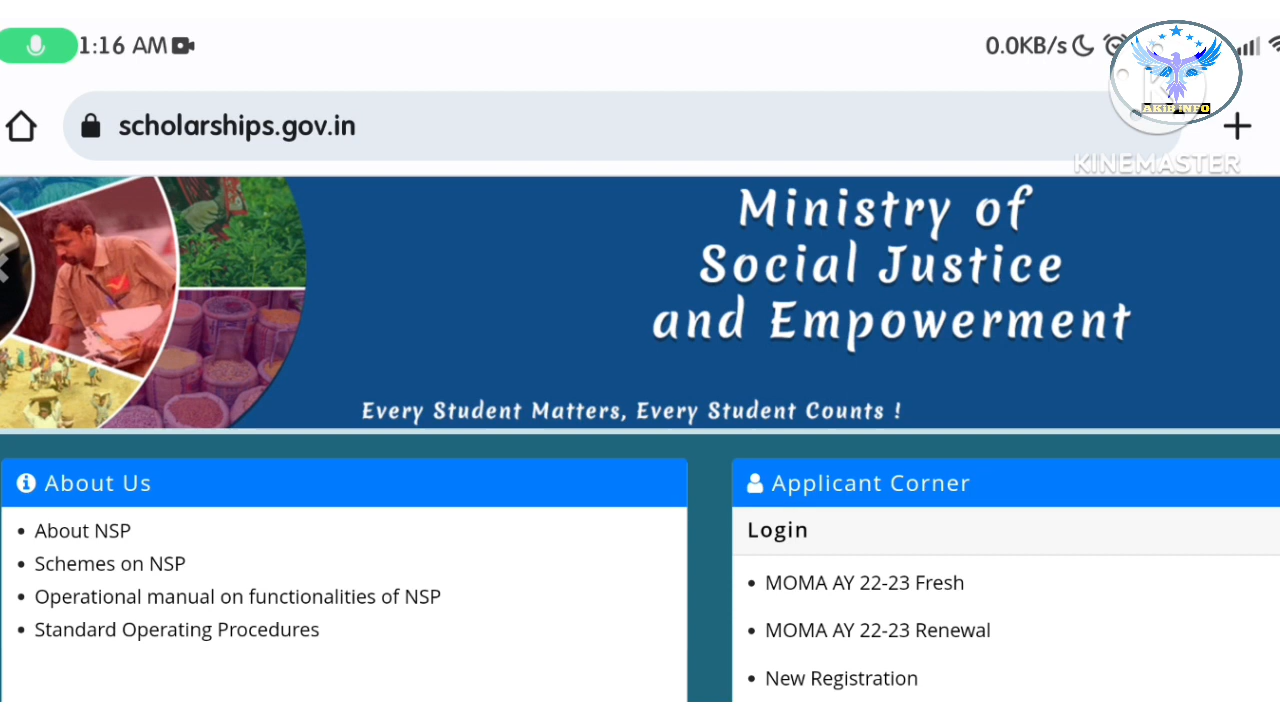 1:16 AM
0.0KB/s
AKiB iNFO
scholarships.gov.in
KINEMASTER
Ministry of
Social Justice
and Empowerment
Every Student Matters, Every Student Counts !
About Us
About NSP
Schemes on NSP
Operational manual on functionalities of NSP
Standard Operating Procedures
Applicant Corner
Login
MOMA AY 22-23 Fresh
MOMA AY 22-23 Renewal
New Registration